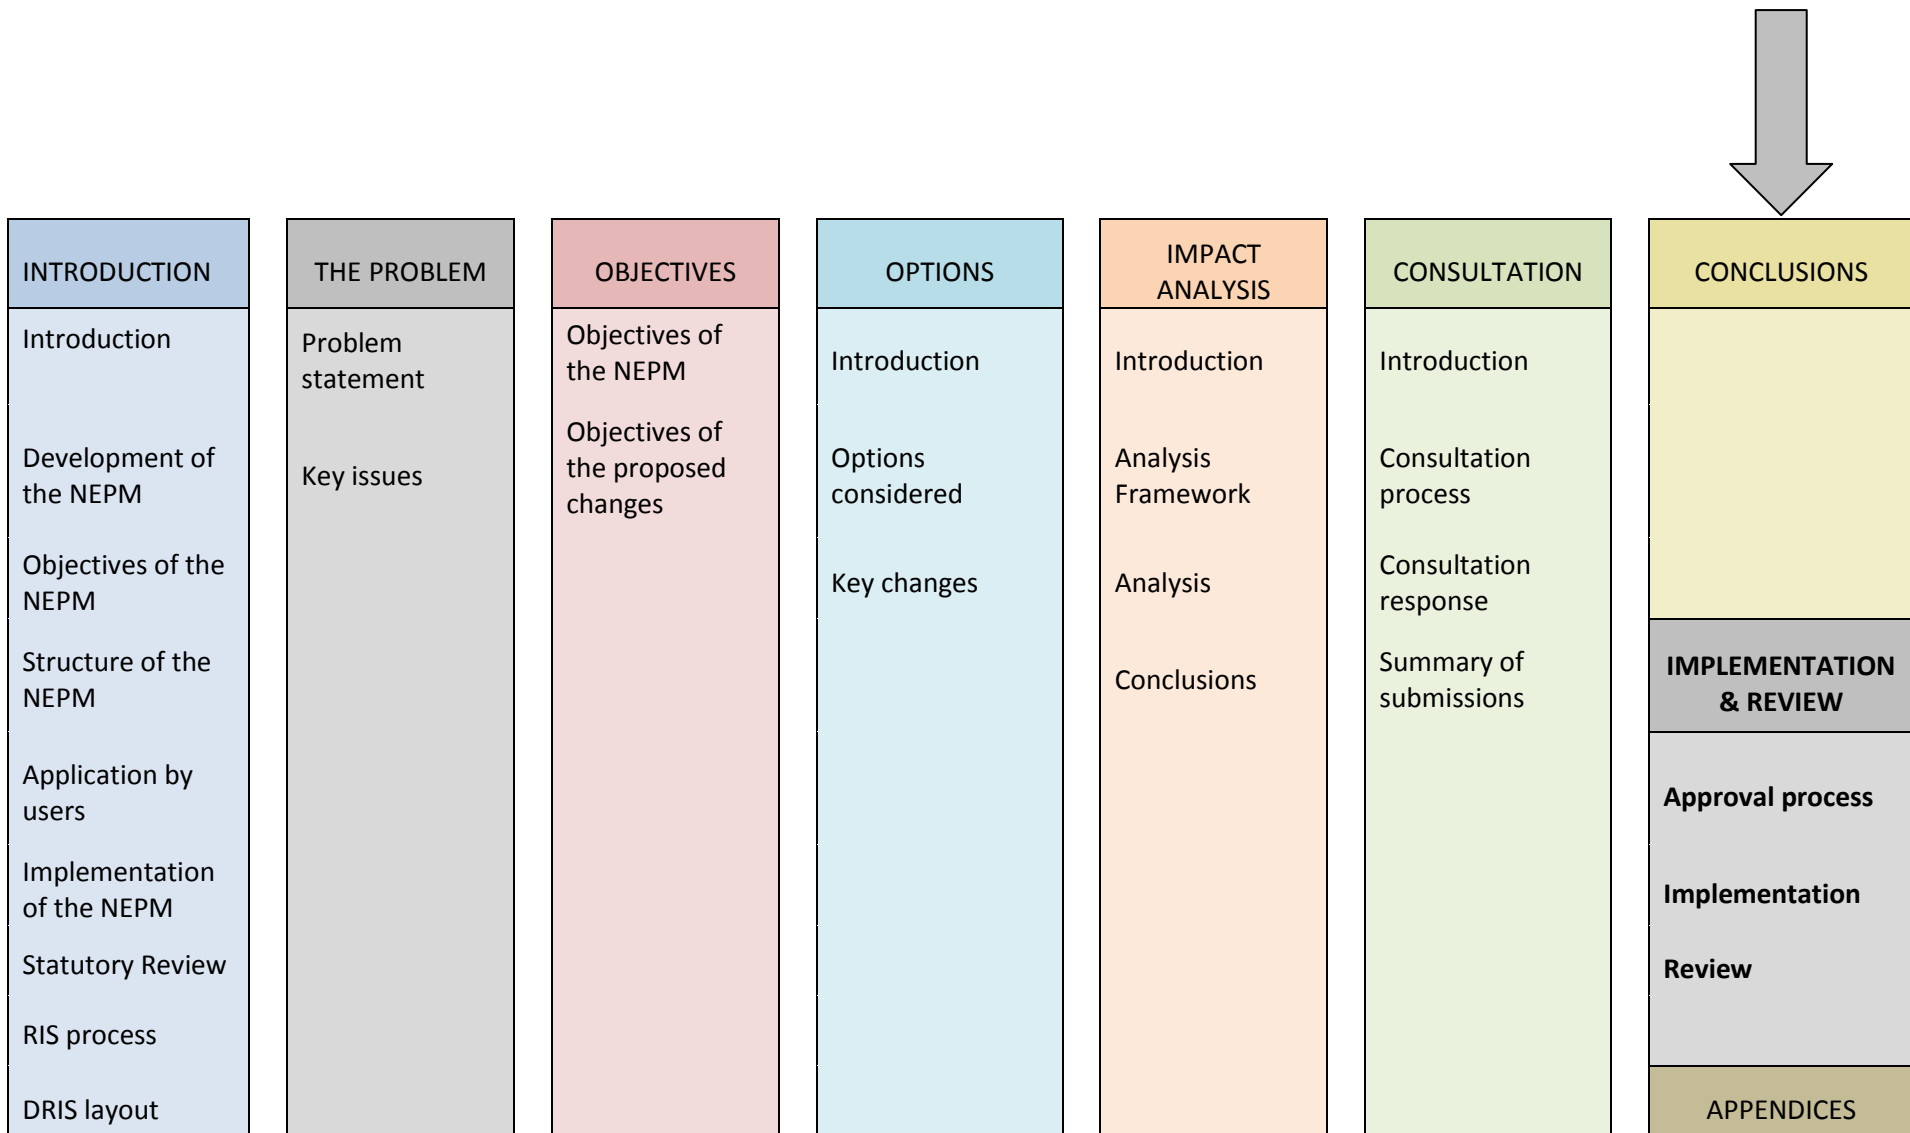 INTRODUCTION
Introduction
Development of
the NEPM
Objectives of the
NEPM
Structure of the
NEPM
Application by
users
Implementation
of the NEPM
Statutory Review
RIS process
DRIS layout
THE PROBLEM
Problem
statement
Key issues
OBJECTIVES
Objectives of
the NEPM
Objectives of
the proposed
changes
OPTIONS
Introduction
Options
considered
Key changes
IMPACT
ANALYSIS
Introduction
Analysis
Framework
Analysis
Conclusions
CONSULTATION
Introduction
Consultation
process
Consultation
response
Summary of
submissions
CONCLUSIONS
IMPLEMENTATION
& REVIEW
Approval process
Implementation
Review
APPENDICES